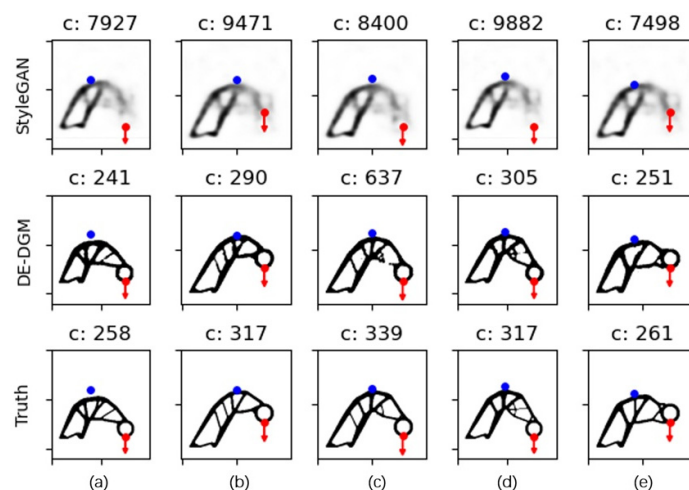 c: 7927 c: 9471 c: 8400 c: 9882 c: 7498
StyleGAN
c: 241 c: 290 c: 637 c: 305 c: 251
DE-DGM
c: 258 c: 317 c: 339 c: 317 c: 261
Truth
(a) (b) (c) (d) (e)